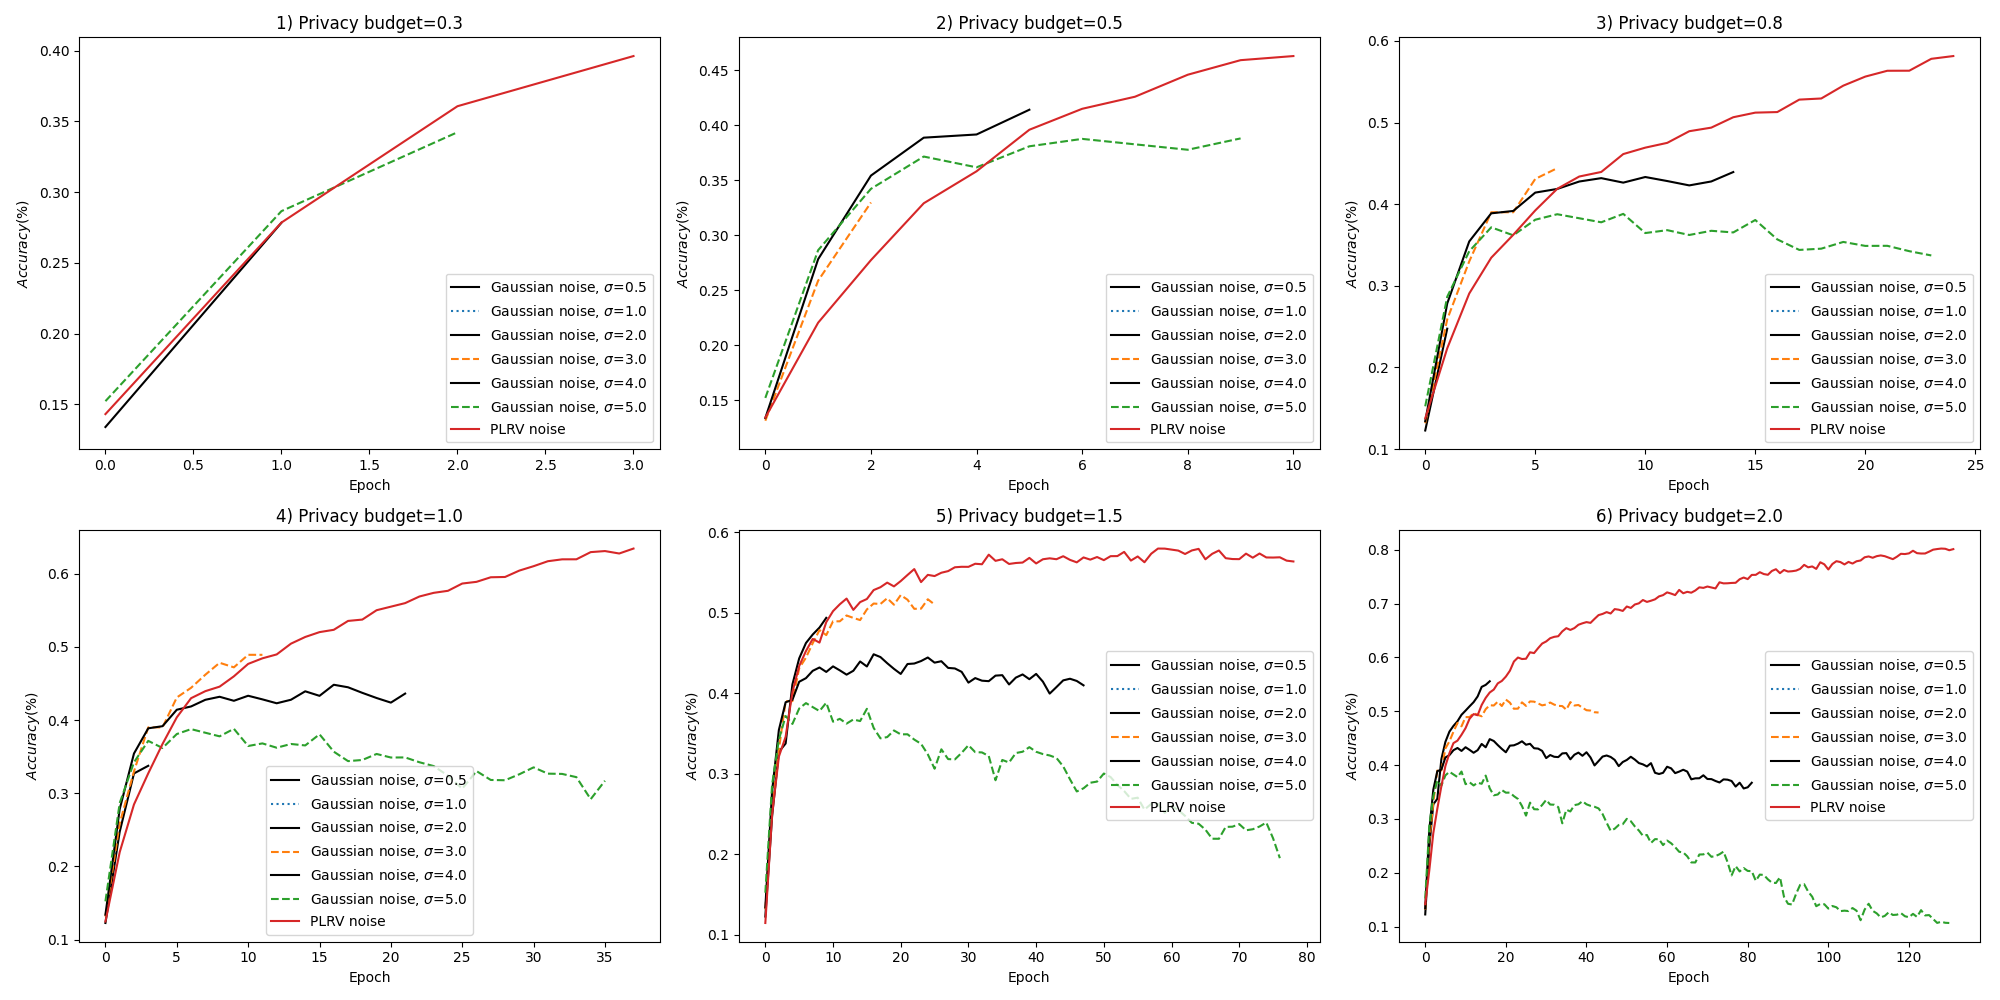 1) Privacy budget=0.3
0.40
0.35
0.30
0.25
0.20
0.15
Accuracy(%)
Gaussian noise, σ=0.5
Gaussian noise, σ=1.0
Gaussian noise, σ=2.0
Gaussian noise, σ=3.0
Gaussian noise, σ=4.0
Gaussian noise, σ=5.0
PLRV noise
0.0 0.5 1.0 1.5 2.0 2.5 3.0
Epoch
2) Privacy budget=0.5
0.45
0.40
0.35
0.30
0.25
0.20
0.15
Accuracy(%)
Gaussian noise, σ=0.5
Gaussian noise, σ=1.0
Gaussian noise, σ=2.0
Gaussian noise, σ=3.0
Gaussian noise, σ=4.0
Gaussian noise, σ=5.0
PLRV noise
0 2 4 6 8 10
Epoch
3) Privacy budget=0.8
0.6
0.5
0.4
0.3
0.2
0.1
Accuracy(%)
Gaussian noise, σ=0.5
Gaussian noise, σ=1.0
Gaussian noise, σ=2.0
Gaussian noise, σ=3.0
Gaussian noise, σ=4.0
Gaussian noise, σ=5.0
PLRV noise
0 5 10 15 20 25
Epoch
4) Privacy budget=1.0
0.6
0.5
0.4
0.3
0.2
0.1
Accuracy(%)
Gaussian noise, σ=0.5
Gaussian noise, σ=1.0
Gaussian noise, σ=2.0
Gaussian noise, σ=3.0
Gaussian noise, σ=4.0
Gaussian noise, σ=5.0
PLRV noise
0 5 10 15 20 25 30 35
Epoch
5) Privacy budget=1.5
0.6
0.5
0.4
0.3
0.2
0.1
Accuracy(%)
Gaussian noise, σ=0.5
Gaussian noise, σ=1.0
Gaussian noise, σ=2.0
Gaussian noise, σ=3.0
Gaussian noise, σ=4.0
Gaussian noise, σ=5.0
PLRV noise
0 10 20 30 40 50 60 70 80
Epoch
6) Privacy budget=2.0
0.8
0.7
0.6
0.5
0.4
0.3
0.2
0.1
Accuracy(%)
Gaussian noise, σ=0.5
Gaussian noise, σ=1.0
Gaussian noise, σ=2.0
Gaussian noise, σ=3.0
Gaussian noise, σ=4.0
Gaussian noise, σ=5.0
PLRV noise
0 20 40 60 80 100 120
Epoch